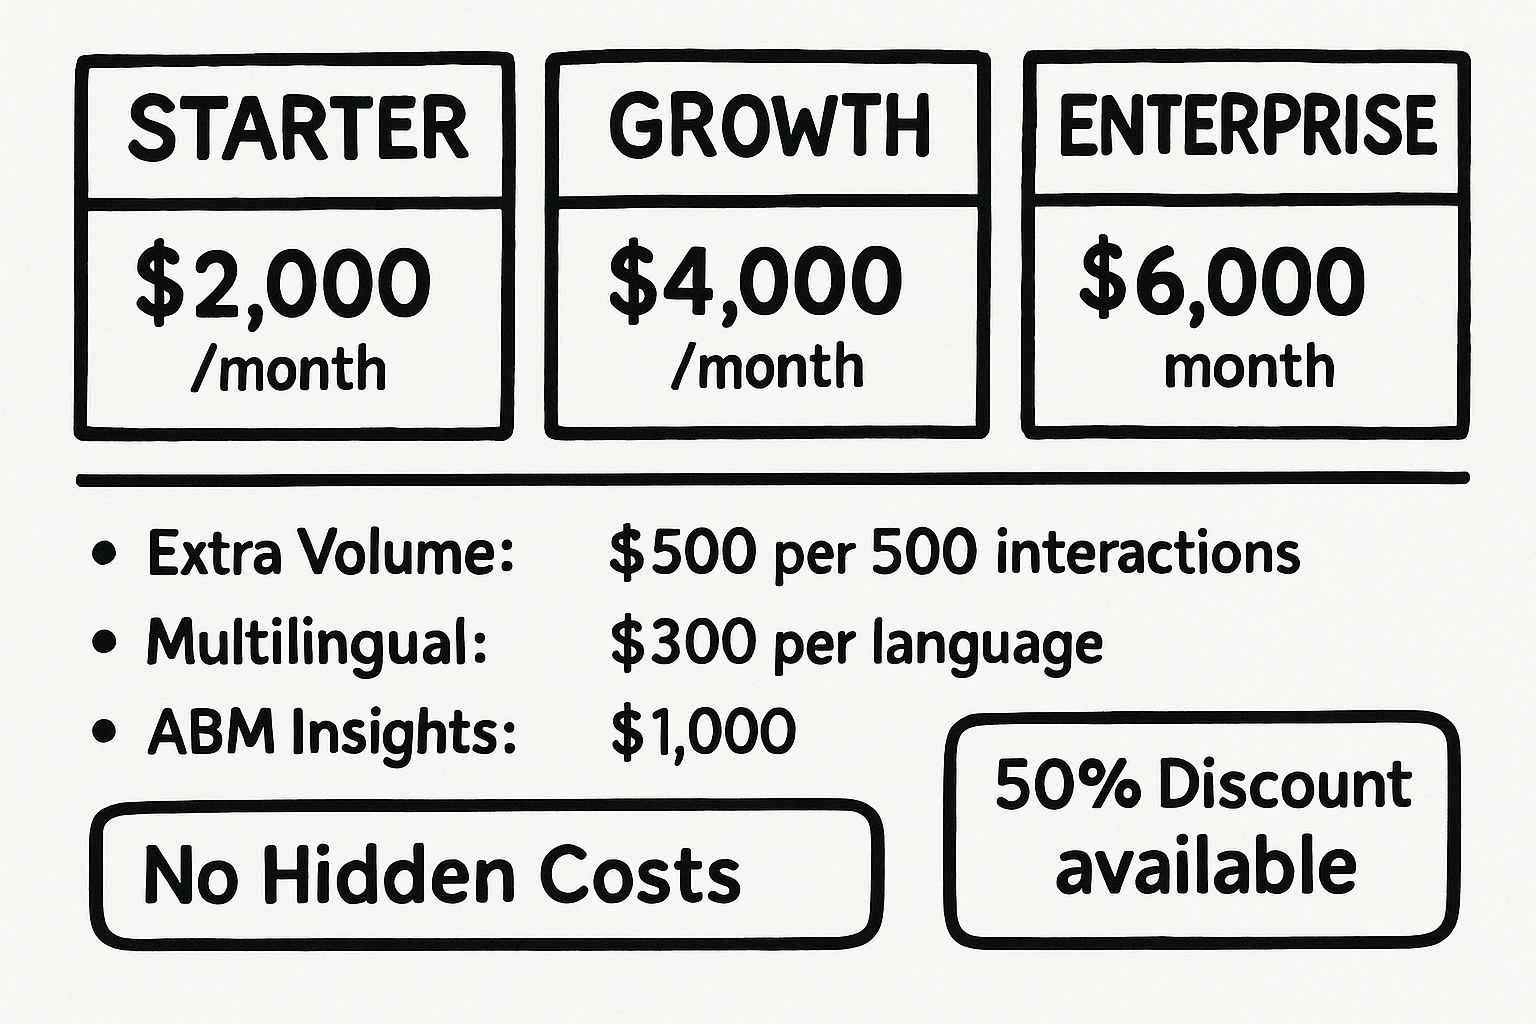 STARTER
$2,000
/month
GROWTH
$4,000
/month
ENTERPRISE
$6,000
month
• Extra Volume: $500 per 500 interactions
• Multilingual: $300 per language
• ABM Insights: $1,000
No Hidden Costs
50% Discount
available